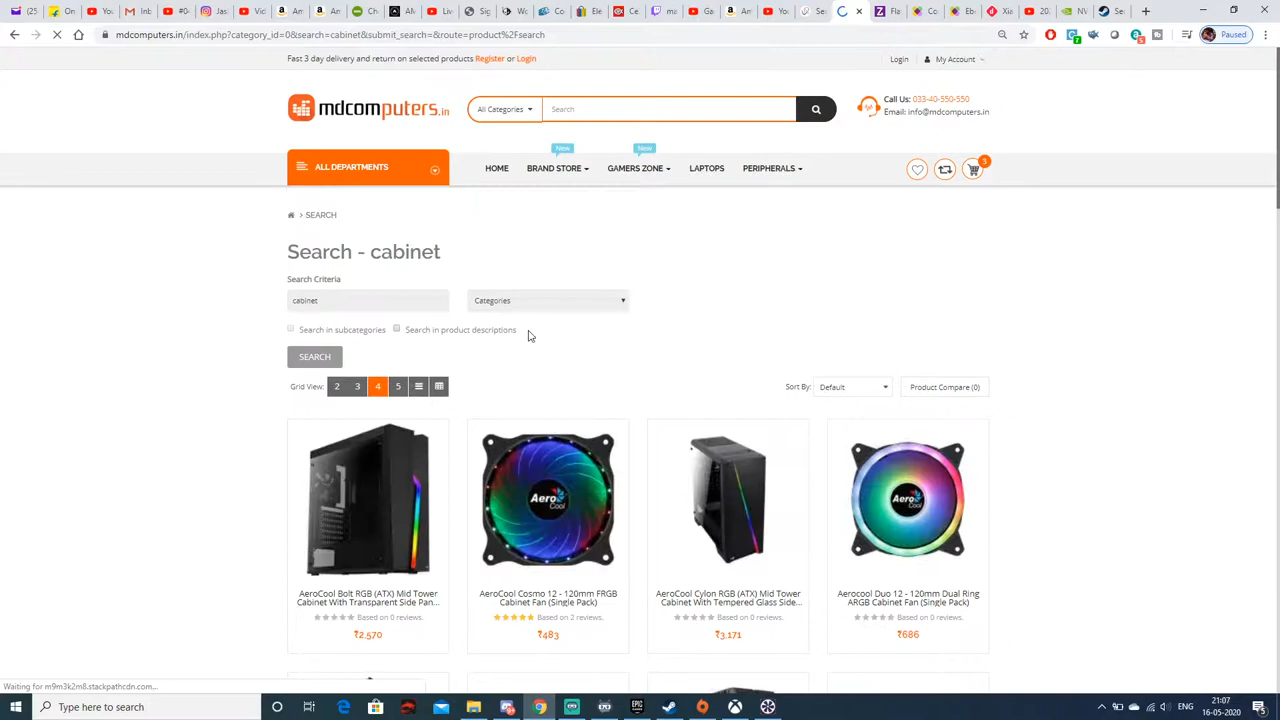 mdcomputers.in/index.php?category_id=0&search=cabinet&submit_search=&route=product%2Fsearch
Paused
Fast 3 day delivery and return on selected products Register or Login
Login
My Account
mdcomputers.in
All Categories
Search
Call Us: 033-40-550-550
Email: info@mdcomputers.in
New
New
ALL DEPARTMENTS
HOME
BRAND STORE
GAMERS ZONE
LAPTOPS
PERIPHERALS
3
> SEARCH
Search - cabinet
Search Criteria
cabinet
Categories
Search in subcategories
Search in product descriptions
SEARCH
Grid View:
2
3
4
5
Sort By:
Default
Product Compare (0)
AeroCool Bolt RGB (ATX) Mid Tower
Cabinet With Transparent Side Pan...
Based on 0 reviews.
₹2,570
AeroCool Cosmo 12 - 120mm FRGB
Cabinet Fan (Single Pack)
Based on 2 reviews.
₹483
AeroCool Cylon RGB (ATX) Mid Tower
Cabinet With Tempered Glass Side...
Based on 0 reviews.
₹3,171
Aerocool Duo 12 - 120mm Dual Ring
ARGB Cabinet Fan (Single Pack)
Based on 0 reviews.
₹686
Waiting for m9m3k2m8.stackpathcdn.com...
Type here to search
21:07
16-05-2020